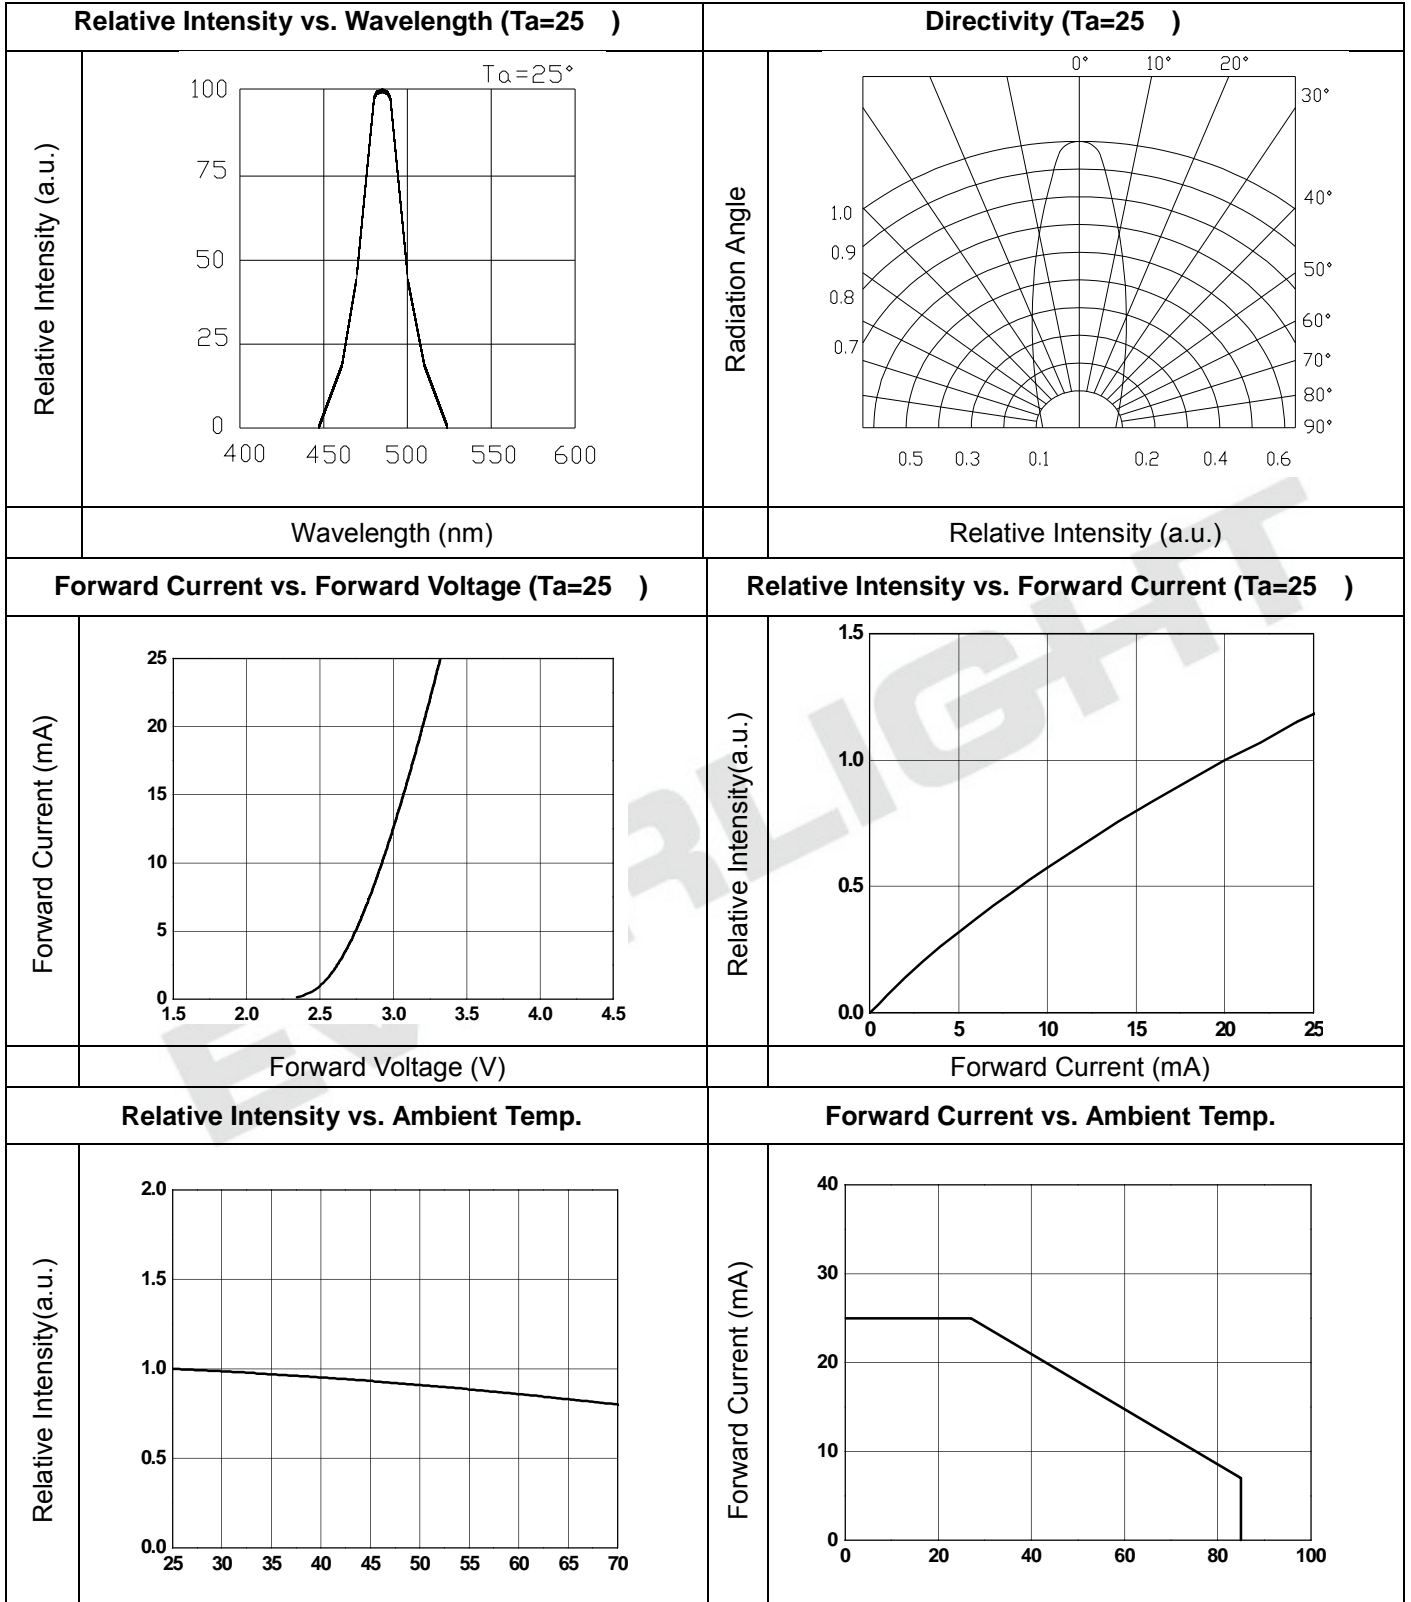 Relative Intensity vs. Wavelength (Ta=25 )
Directivity (Ta=25 )
Relative Intensity (a.u.)
Ta=25°
100
75
50
25
0
400 450 500 550 600
Radiation Angle
0° 10° 20°
30°
40°
50°
60°
70°
80°
90°
1.0
0.9
0.8
0.7
0.5 0.3 0.1 0.2 0.4 0.6
Wavelength (nm)
Relative Intensity (a.u.)
Forward Current vs. Forward Voltage (Ta=25 )
Relative Intensity vs. Forward Current (Ta=25 )
Forward Current (mA)
25
20
15
10
5
0
1.5 2.0 2.5 3.0 3.5 4.0 4.5
Relative Intensity(a.u.)
1.5
1.0
0.5
0.0
0 5 10 15 20 25
Forward Voltage (V)
Forward Current (mA)
Relative Intensity vs. Ambient Temp.
Forward Current vs. Ambient Temp.
Relative Intensity(a.u.)
2.0
1.5
1.0
0.5
0.0
25 30 35 40 45 50 55 60 65 70
Forward Current (mA)
40
30
20
10
0
0 20 40 60 80 100
EVERLIGHT